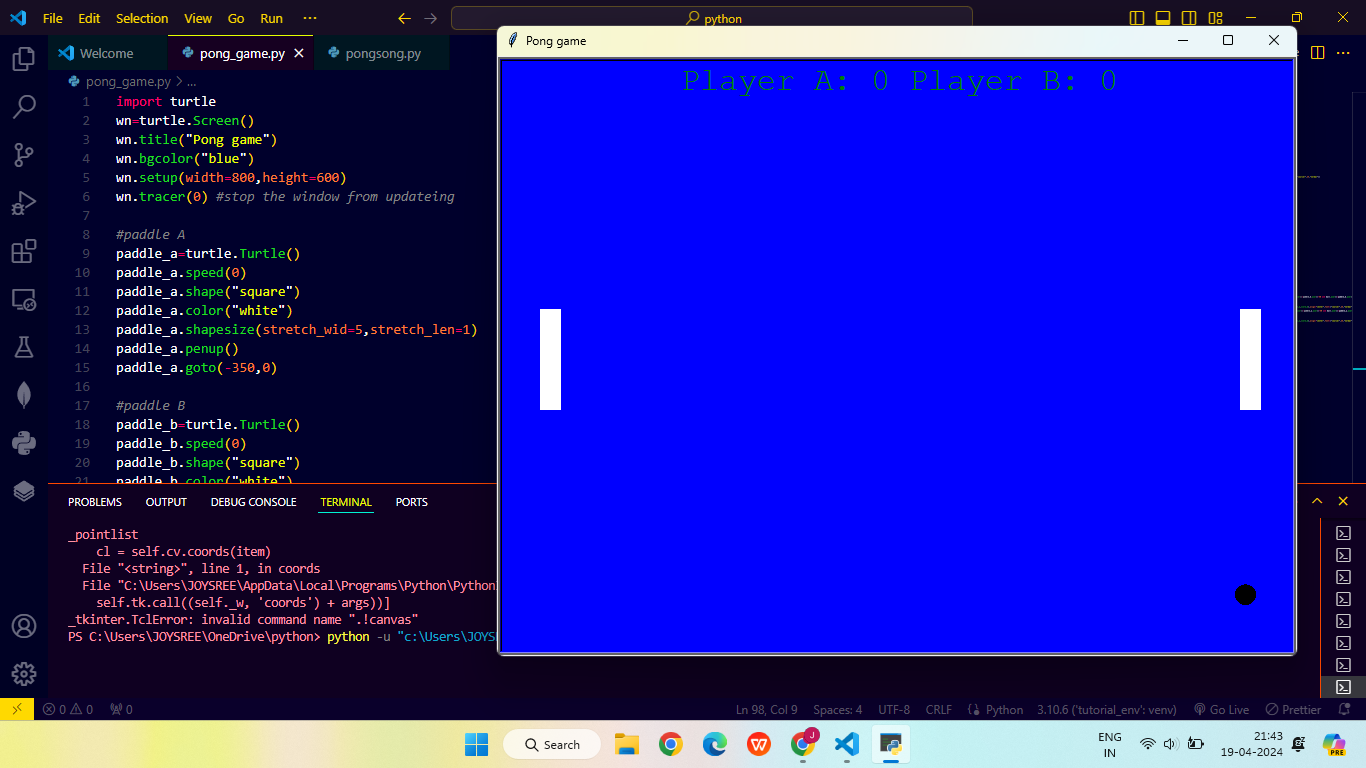 File Edit Selection View Go Run ··· python
Welcome pong_game.py pongsong.py
pong_game.py > ...
1 import turtle
2 wn=turtle.Screen()
3 wn.title("Pong game")
4 wn.bgcolor("blue")
5 wn.setup(width=800,height=600)
6 wn.tracer(0) #stop the window from updateing
7
8 #paddle A
9 paddle_a=turtle.Turtle()
10 paddle_a.speed(0)
11 paddle_a.shape("square")
12 paddle_a.color("white")
13 paddle_a.shapesize(stretch_wid=5,stretch_len=1)
14 paddle_a.penup()
15 paddle_a.goto(-350,0)
16
17 #paddle B
18 paddle_b=turtle.Turtle()
19 paddle_b.speed(0)
20 paddle_b.shape("square")
21 paddle_b.color("white")
Pong game
Player A: 0 Player B: 0
PROBLEMS OUTPUT DEBUG CONSOLE TERMINAL PORTS
_pointlist
cl = self.cv.coords(item)
File "<string>", line 1, in coords
File "C:\Users\JOYSREE\AppData\Local\Programs\Python\Python
self.tk.call((self._w, 'coords') + args))]
_tkinter.TclError: invalid command name ".!canvas"
PS C:\Users\JOYSREE\OneDrive\python> python -u "c:\Users\JOYS
0 0 0 Ln 98, Col 9 Spaces: 4 UTF-8 CRLF Python 3.10.6 ('tutorial_env': venv) Go Live Prettier
Search
J
PRE
ENG
IN
21:43
19-04-2024